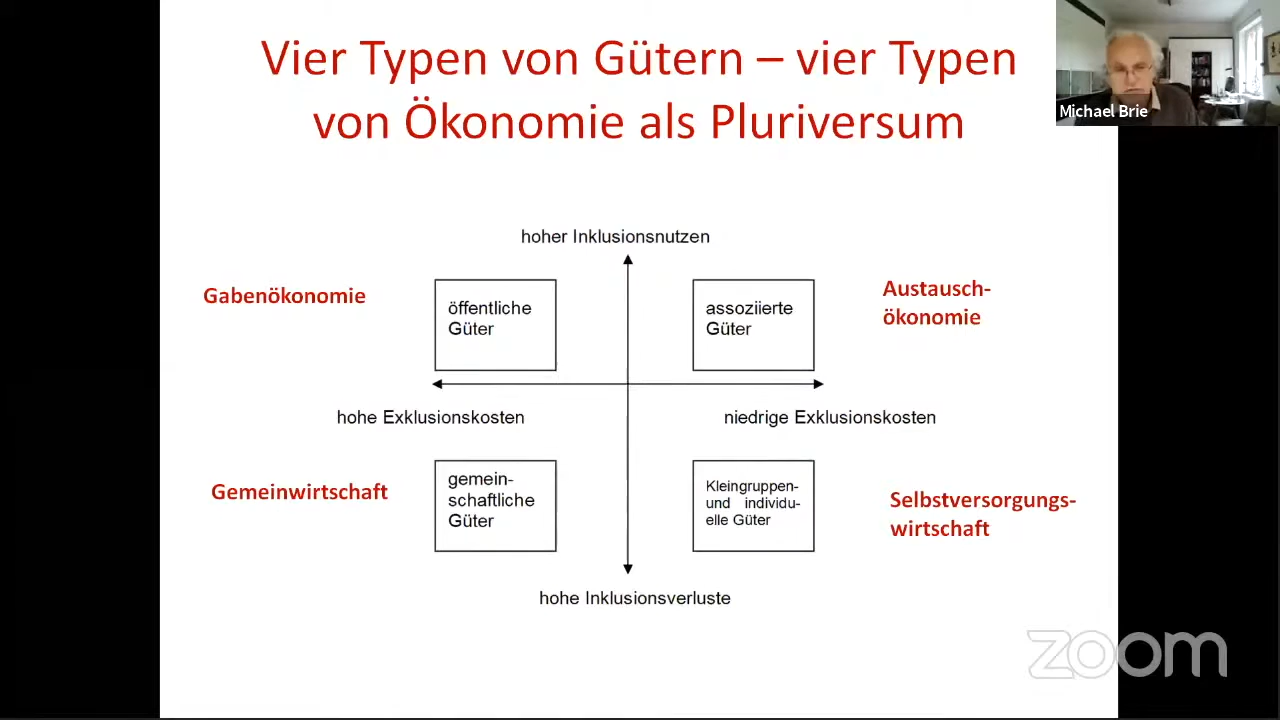 Vier Typen von Gütern – vier Typen
von Ökonomie als Pluriversum
Michael Brie
hoher Inklusionsnutzen
Gabenökonomie
öffentliche
Güter
assoziierte
Güter
Austausch-
ökonomie
hohe Exklusionskosten
niedrige Exklusionskosten
Gemeinwirtschaft
gemein-
schaftliche
Güter
Kleingruppen-
und individu-
elle Güter
Selbstversorgungs-
wirtschaft
hohe Inklusionsverluste
zoom